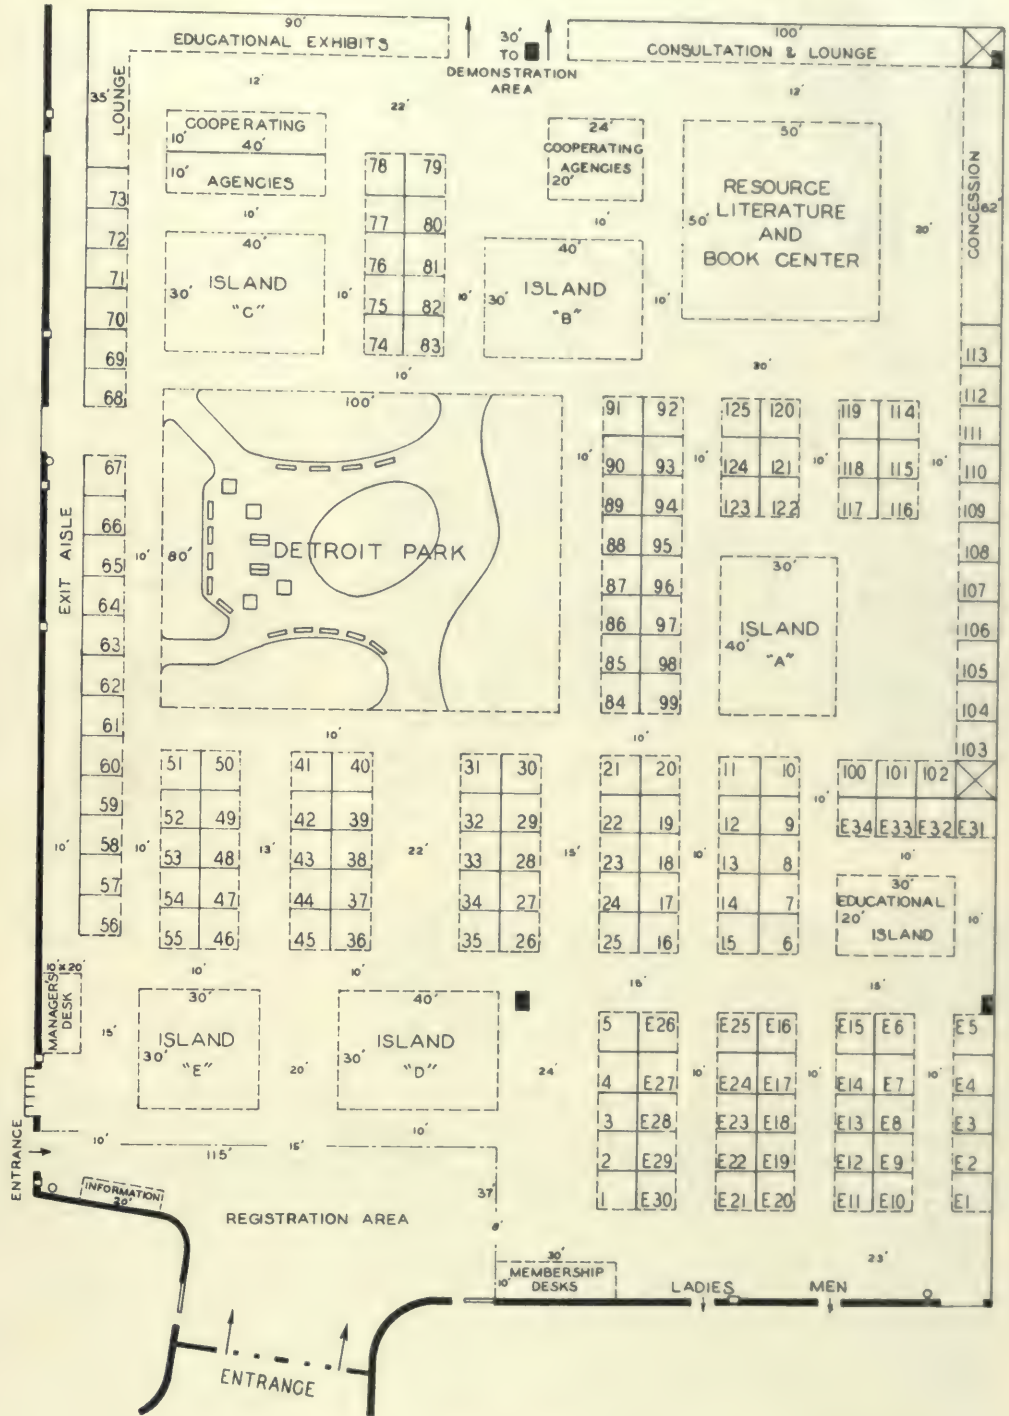 90'
EDUCATIONAL EXHIBITS
30'
TO
DEMONSTRATION
AREA
100'
CONSULTATION & LOUNGE
35'
LOUNGE
12'
22'
12'
COOPERATING
10'
40'
10'
AGENCIES
24'
COOPERATING
AGENCIES
20'
50'
50'
RESOURGE
LITERATURE
AND
BOOK CENTER
20'
CONCESSION
62'
78 79
77 80
76 81
75 82
74 83
10'
40'
30'
ISLAND
"C"
10'
10'
10'
40'
30'
ISLAND
"B"
10'
73
72
71
70
69
68
10'
20'
113
112
111
110
109
108
107
106
105
104
103
100'
80'
DETROIT PARK
EXIT AISLE
67
66
65
64
63
62
61
60
59
58
57
56
10'
10'
91 92
90 93
89 94
88 95
87 96
86 97
85 98
84 99
10'
125 120
124 121
123 122
10'
119 114
118 115
117 116
10'
30'
ISLAND
40'
"A"
10'
10'
10'
10'
51 50
52 49
53 48
54 47
55 46
13'
41 40
42 39
43 38
44 37
45 36
22'
31 30
32 29
33 28
34 27
35 26
15'
21 20
22 19
23 18
24 17
25 16
10'
11 10
12 9
13 8
14 7
15 6
10'
100 101 102
E34 E33 E32 E31
10'
30'
EDUCATIONAL
20'
ISLAND
10'
10' x 20'
MANAGER'S
DESK
15'
10'
30'
ISLAND
30'
"E"
20'
10'
40'
ISLAND
30'
"D"
10'
24'
15'
15'
5 E26
4 E27
3 E28
2 E29
1 E30
10'
E25 E16
E24 E17
E23 E18
E22 E19
E21 E20
10'
E15 E6
E14 E7
E13 E8
E12 E9
E11 E10
10'
E5
E4
E3
E2
E1
ENTRANCE
10'
115'
15'
37'
INFORMATION
20'
REGISTRATION AREA
8'
30'
10'
MEMBERSHIP
DESKS
LADIES
MEN
23'
ENTRANCE